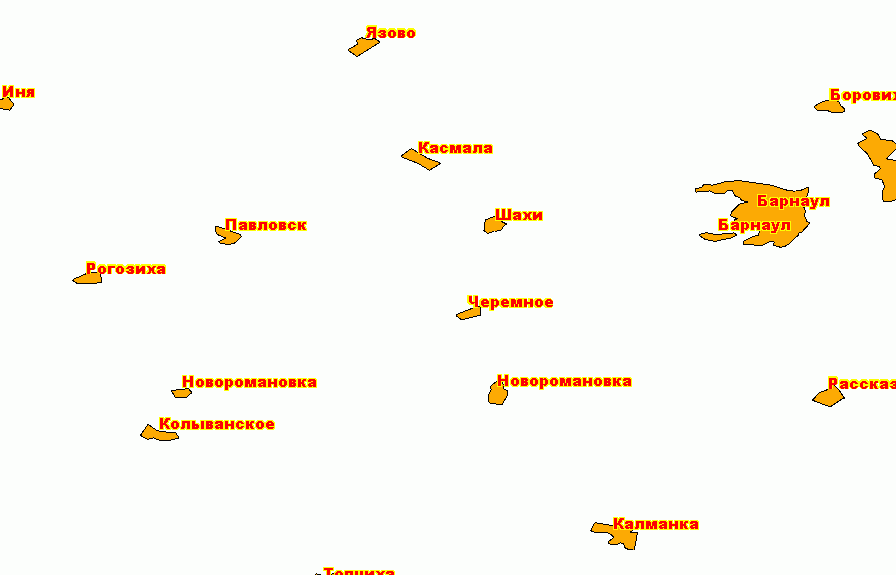 Язово
Иня
Борових
Касмала
Барнаул
Шахи
Павловск
Барнаул
Рогозиха
Черемное
Новоромановка
Новоромановка
Рассказ
Колыванское
Калманка
Топчиха